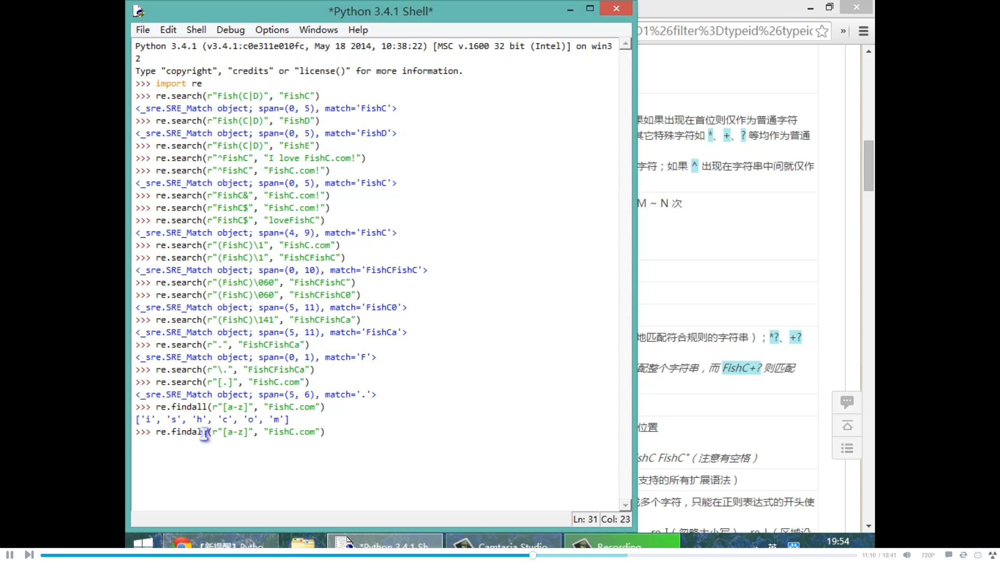 *Python 3.4.1 Shell*
File Edit Shell Debug Options Windows Help
Python 3.4.1 (v3.4.1:c0e311e010fc, May 18 2014, 10:38:22) [MSC v.1600 32 bit (Intel)] on win3
2
Type "copyright", "credits" or "license()" for more information.
>>> import re
>>> re.search(r"Fish(C|D)", "FishC")
<_sre.SRE_Match object; span=(0, 5), match='FishC'>
>>> re.search(r"Fish(C|D)", "FishD")
<_sre.SRE_Match object; span=(0, 5), match='FishD'>
>>> re.search(r"Fish(C|D)", "FishE")
>>> re.search(r"^FishC", "I love FishC.com!")
>>> re.search(r"^FishC", "FishC.com!")
<_sre.SRE_Match object; span=(0, 5), match='FishC'>
>>> re.search(r"FishC&", "FishC.com!")
>>> re.search(r"FishC$", "FishC.com!")
>>> re.search(r"FishC$", "loveFishC")
<_sre.SRE_Match object; span=(4, 9), match='FishC'>
>>> re.search(r"(FishC)\1", "FishC.com")
>>> re.search(r"(FishC)\1", "FishCFishC")
<_sre.SRE_Match object; span=(0, 10), match='FishCFishC'>
>>> re.search(r"(FishC)\060", "FishCFishC")
>>> re.search(r"(FishC)\060", "FishCFishC0")
<_sre.SRE_Match object; span=(5, 11), match='FishC0'>
>>> re.search(r"(FishC)\141", "FishCFishCa")
<_sre.SRE_Match object; span=(5, 11), match='FishCa'>
>>> re.search(r".", "FishCFishCa")
<_sre.SRE_Match object; span=(0, 1), match='F'>
>>> re.search(r"\.", "FishCFishCa")
>>> re.search(r"[.]", "FishC.com")
<_sre.SRE_Match object; span=(5, 6), match='.'>
>>> re.findall(r"[a-z]", "FishC.com")
['i', 's', 'h', 'c', 'o', 'm']
>>> re.findall(r"[a-z]", "FishC.com")
Ln: 31 Col: 23
D1%26filter%3Dtypeid%26typeic
果如果出现在首位则仅作为普通字符
其它特殊字符如 *、+、? 等均作为普通
字符；如果 ^ 出现在字符串中间就仅作
M ~ N 次
地匹配符合规则的字符串）；*?、+?
配整个字符串，而 FishC+? 则匹配
位置
shC FishC"（注意有空格）
支持的所有扩展语法）
多个字符，只能在正则表达式的开头使
re.I（忽略大小写）
【新提醒】Pytho
*Python 3.4.1 Sh
Camtasia Studio
Recording
英
19:54
11:16 / 18:41
720P